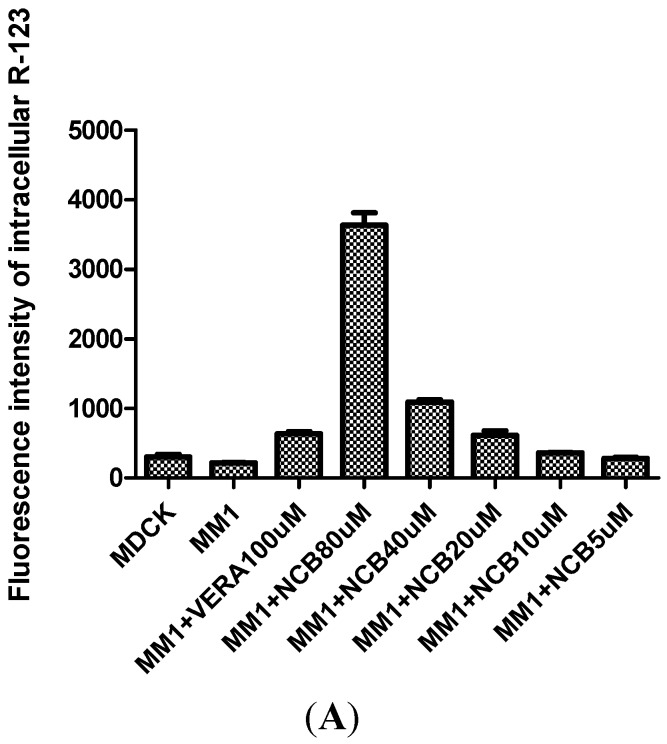 Fluorescence intensity of intracellular R-123
5000
4000
3000
2000
1000
0
MDCK
MM1
MM1+VERA100uM
MM1+NCB80uM
MM1+NCB40uM
MM1+NCB20uM
MM1+NCB10uM
MM1+NCB5uM
(A)